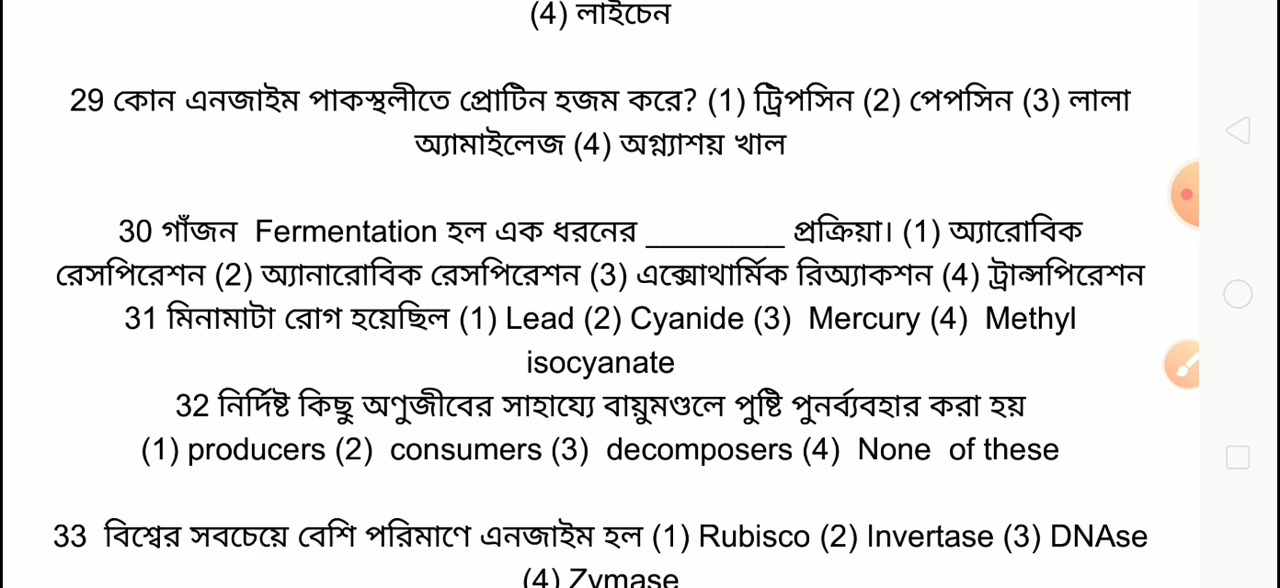 (4) লাইচেন
29 কোন এনজাইম পাকস্থলীতে প্রোটিন হজম করে? (1) ট্রিপসিন (2) পেপসিন (3) লালা
অ্যামাইলেজ (4) অগ্ন্যাশয় খাল
30 গাঁজন Fermentation হল এক ধরনের ________ প্রক্রিয়া। (1) অ্যারোবিক
রেসপিরেশন (2) অ্যানারোবিক রেসপিরেশন (3) এক্সোথার্মিক রিঅ্যাকশন (4) ট্রান্সপিরেশন
31 মিনামাটা রোগ হয়েছিল (1) Lead (2) Cyanide (3) Mercury (4) Methyl
isocyanate
32 নির্দিষ্ট কিছু অণুজীবের সাহায্যে বায়ুমণ্ডলে পুষ্টি পুনর্ব্যবহার করা হয়
(1) producers (2) consumers (3) decomposers (4) None of these
33 বিশ্বের সবচেয়ে বেশি পরিমাণে এনজাইম হল (1) Rubisco (2) Invertase (3) DNAse
(4) Zymase